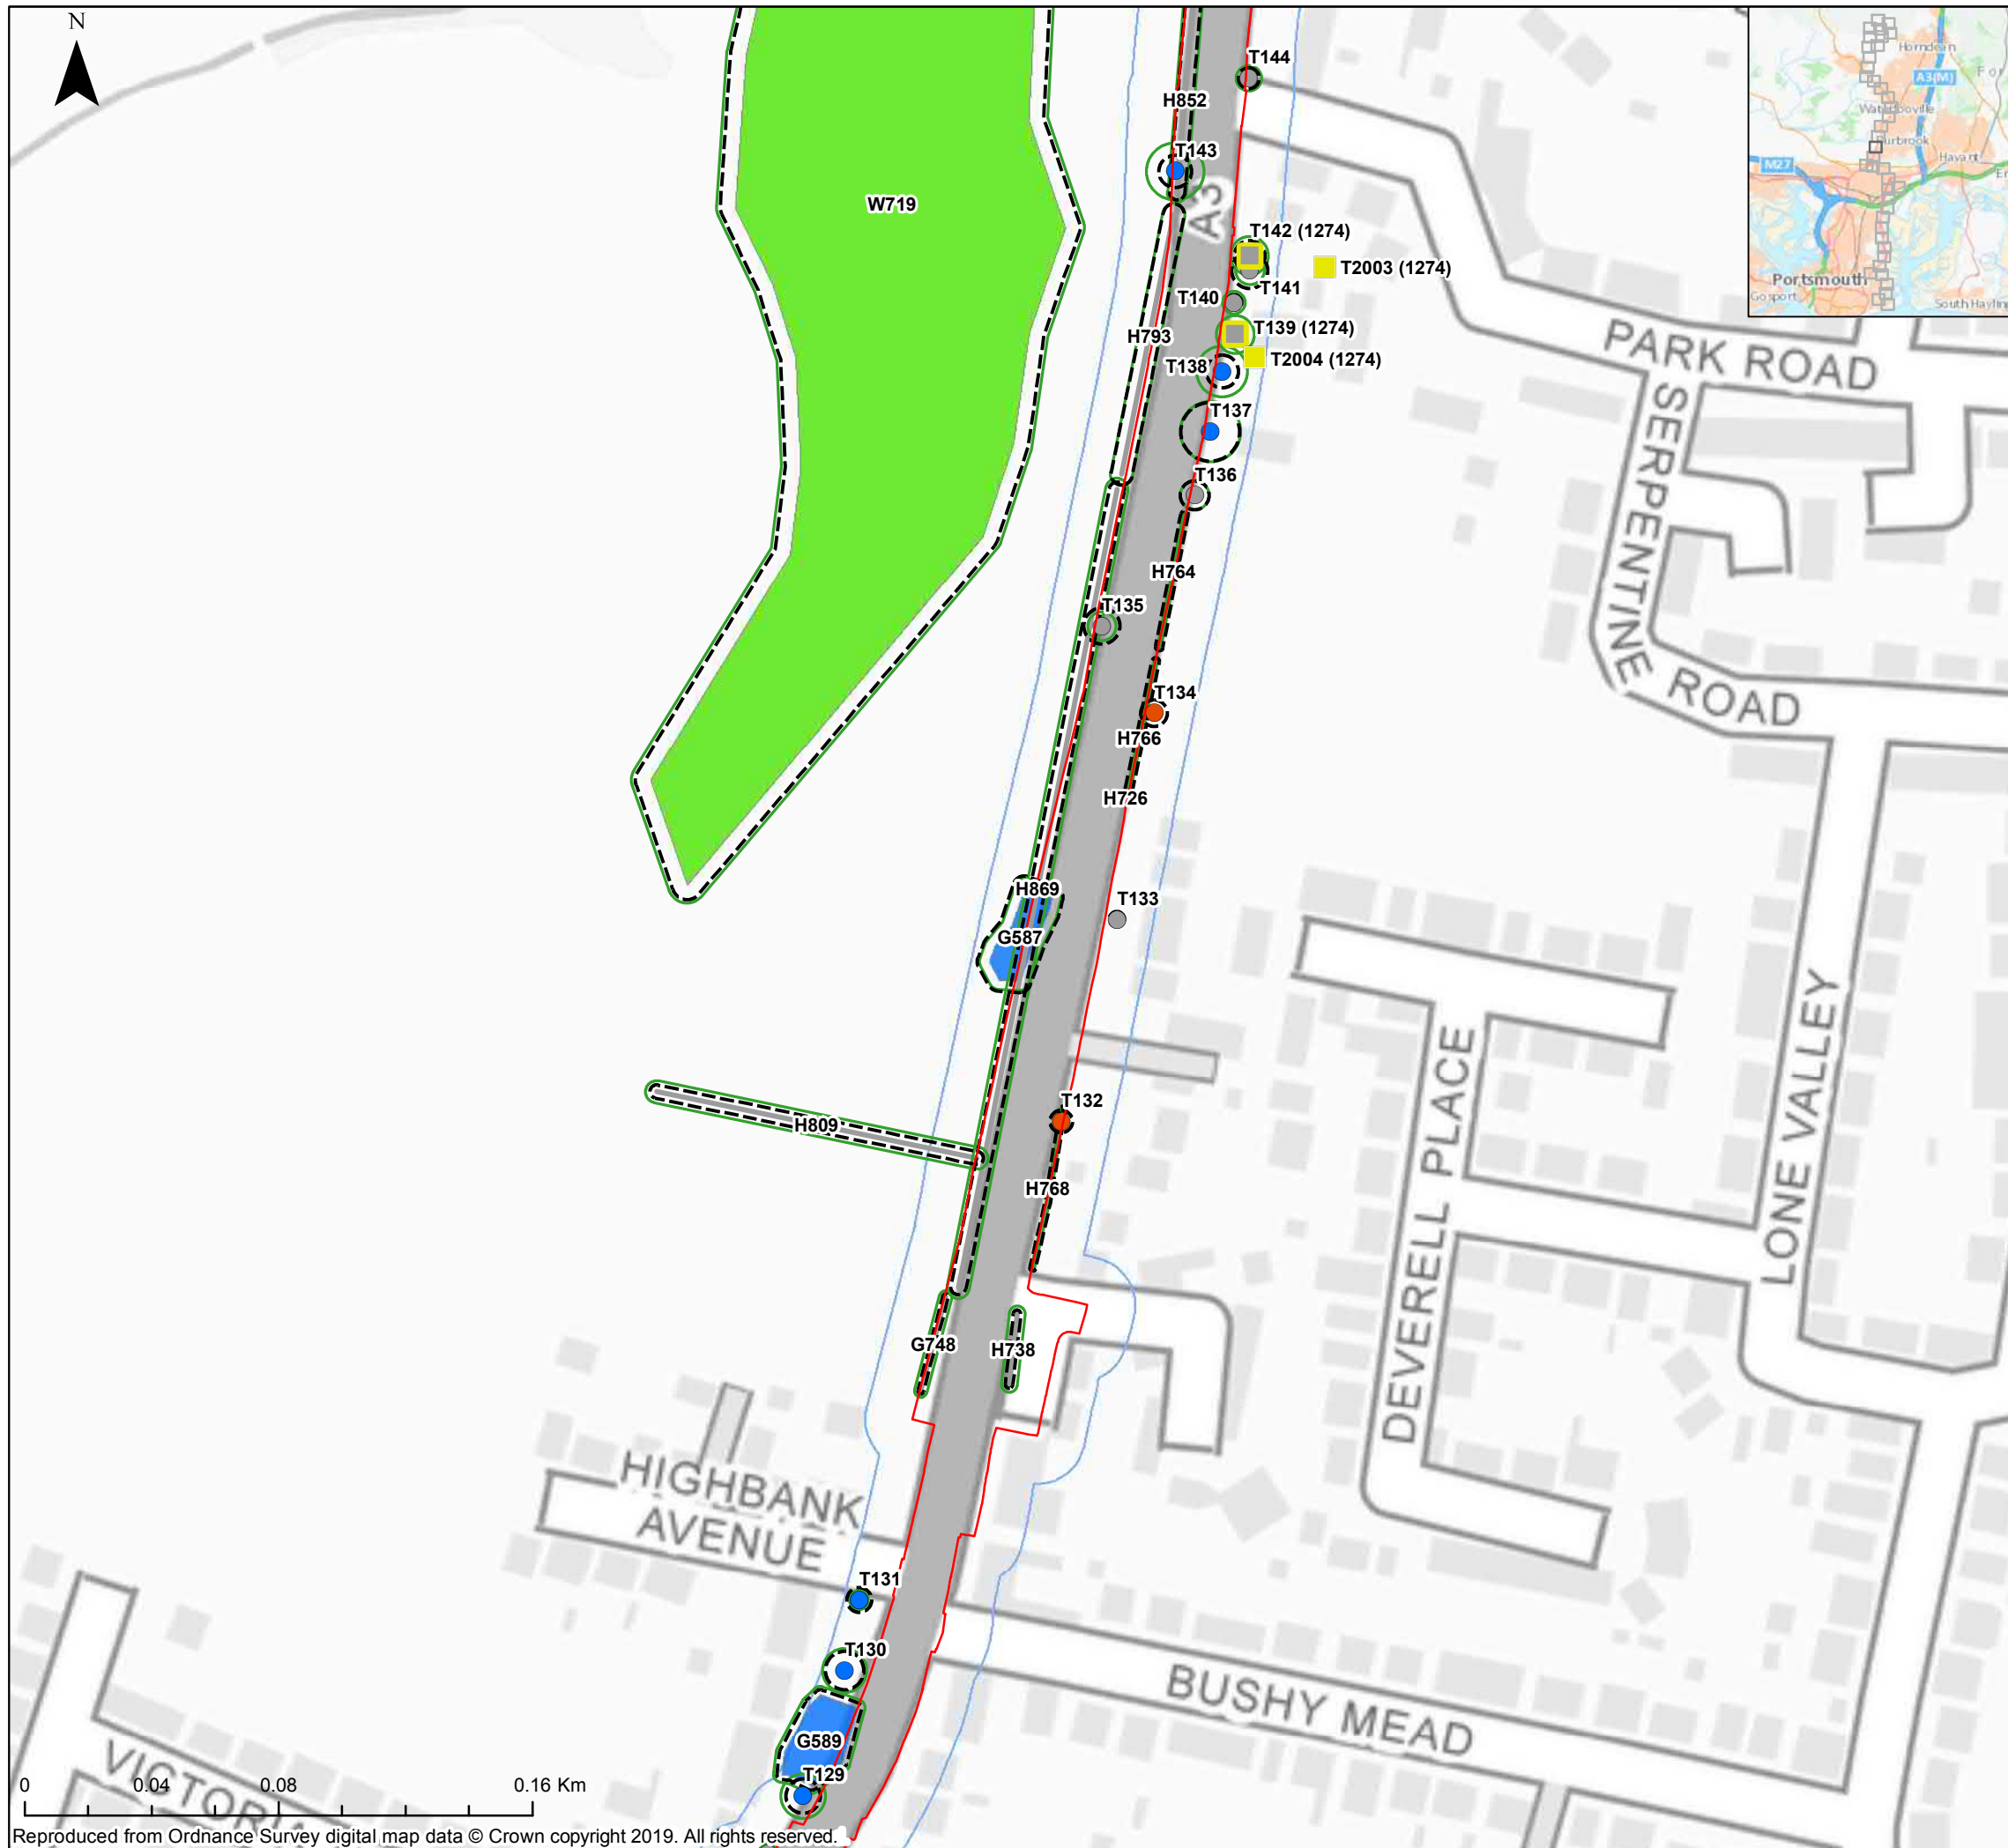 N
T144
H852
T143
A3
W719
T142 (1274)
T2003 (1274)
T141
T140
T139 (1274)
H793
T138
T2004 (1274)
T137
T136
H764
T135
T134
H766
H726
H869
T133
G587
T132
H809
H768
G748
H738
T131
T130
G589
T129
PARK ROAD
SERPENTINE ROAD
DEVERELL PLACE
LONE VALLEY
HIGHBANK
AVENUE
BUSHY MEAD
VICTORIA
Horndean
A3(M)
For
Waterlooville
Purbrook
Havant
M27
Portsmouth
Gosport
South Hayling
0 0.04 0.08 0.16 Km
Reproduced from Ordnance Survey digital map data © Crown copyright 2019. All rights reserved.